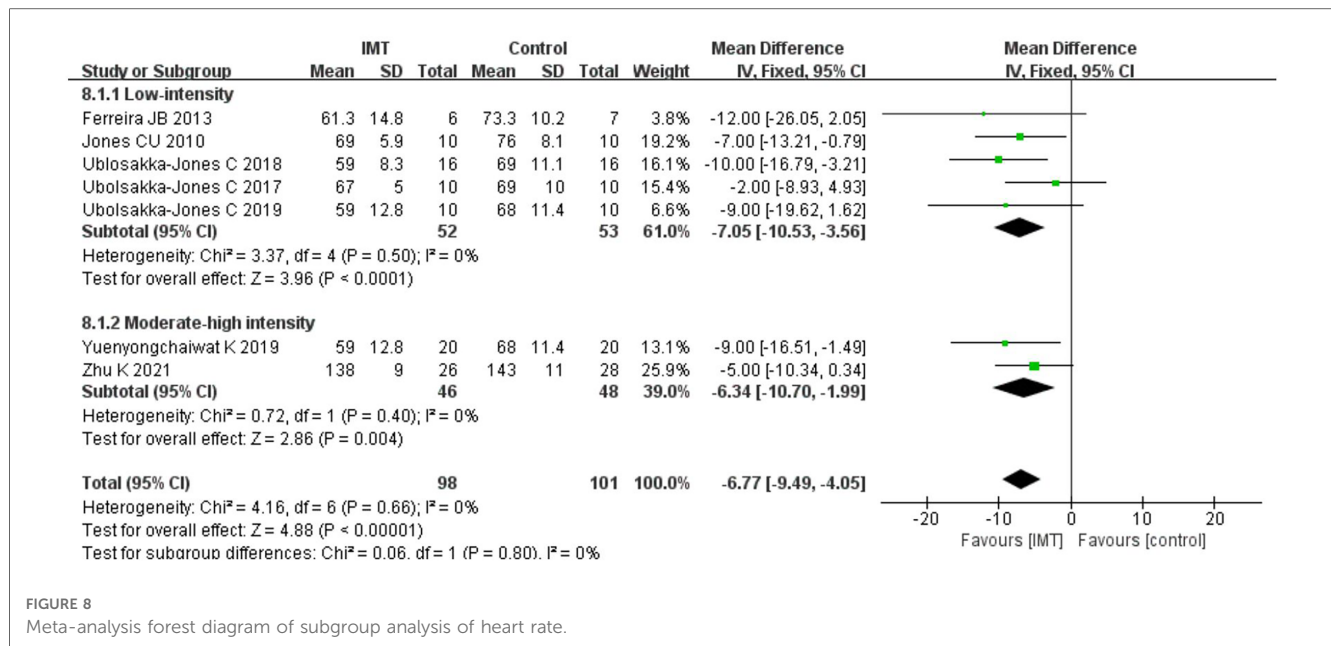 IMT Control Mean Difference Mean Difference
Study or Subgroup Mean SD Total Mean SD Total Weight IV, Fixed, 95% CI IV, Fixed, 95% CI
8.1.1 Low-intensity
Ferreira JB 2013 61.3 14.8 6 73.3 10.2 7 3.8% -12.00 [-26.05, 2.05]
Jones CU 2010 69 5.9 10 76 8.1 10 19.2% -7.00 [-13.21, -0.79]
Ublosakka-Jones C 2018 59 8.3 16 69 11.1 16 16.1% -10.00 [-16.79, -3.21]
Ubolsakka-Jones C 2017 67 5 10 69 10 10 15.4% -2.00 [-8.93, 4.93]
Ubolsakka-Jones C 2019 59 12.8 10 68 11.4 10 6.6% -9.00 [-19.62, 1.62]
Subtotal (95% CI) 52 53 61.0% -7.05 [-10.53, -3.56]
Heterogeneity: Chi² = 3.37, df = 4 (P = 0.50); I² = 0%
Test for overall effect: Z = 3.96 (P < 0.0001)
8.1.2 Moderate-high intensity
Yuenyongchaiwat K 2019 59 12.8 20 68 11.4 20 13.1% -9.00 [-16.51, -1.49]
Zhu K 2021 138 9 26 143 11 28 25.9% -5.00 [-10.34, 0.34]
Subtotal (95% CI) 46 48 39.0% -6.34 [-10.70, -1.99]
Heterogeneity: Chi² = 0.72, df = 1 (P = 0.40); I² = 0%
Test for overall effect: Z = 2.86 (P = 0.004)
Total (95% CI) 98 101 100.0% -6.77 [-9.49, -4.05]
Heterogeneity: Chi² = 4.16, df = 6 (P = 0.66); I² = 0%
Test for overall effect: Z = 4.88 (P < 0.00001)
Test for subgroup differences: Chi² = 0.06, df = 1 (P = 0.80), I² = 0%
-20 -10 0 10 20
Favours [IMT] Favours [control]
FIGURE 8
Meta-analysis forest diagram of subgroup analysis of heart rate.